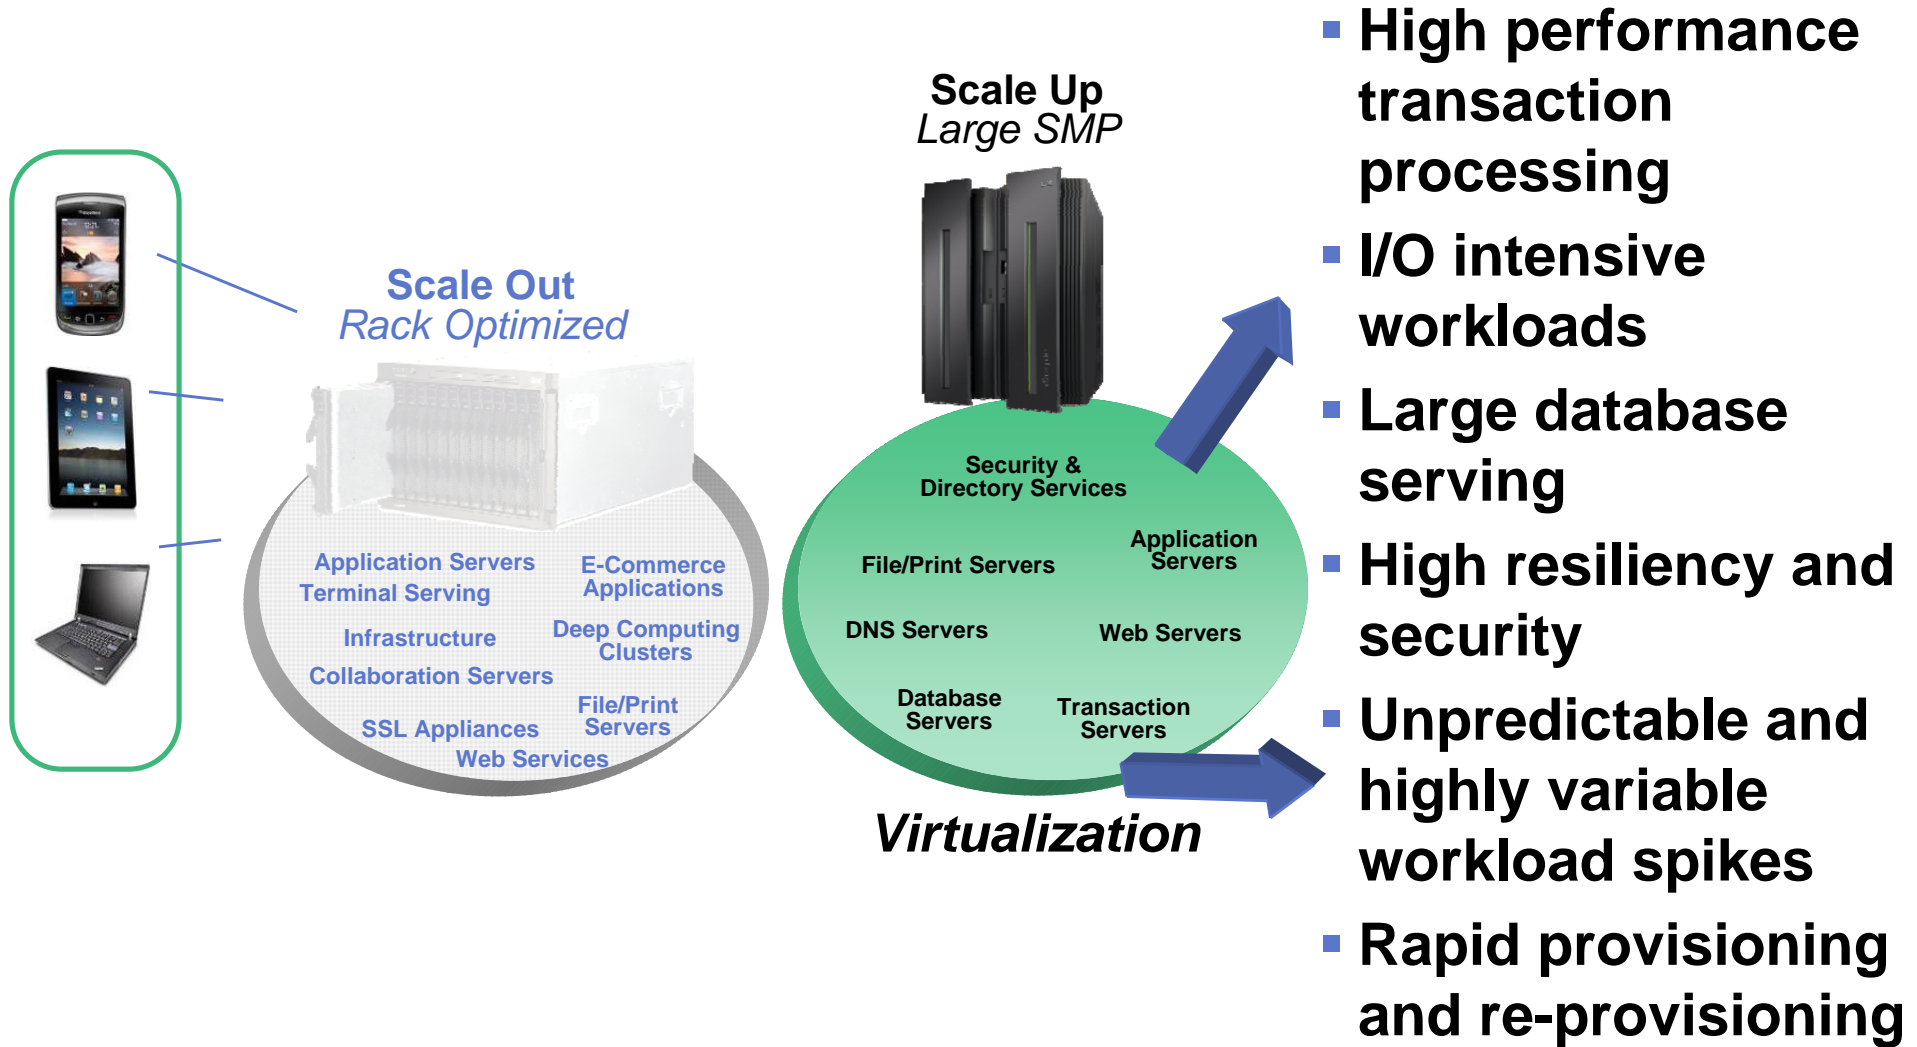 Scale Out
Rack Optimized
Application Servers
Terminal Serving
E-Commerce
Applications
Infrastructure
Deep Computing
Clusters
Collaboration Servers
File/Print
Servers
SSL Appliances
Web Services
Scale Up
Large SMP
Security &
Directory Services
File/Print Servers
Application
Servers
DNS Servers
Web Servers
Database
Servers
Transaction
Servers
Virtualization
▪ High performance
transaction
processing
▪ I/O intensive
workloads
▪ Large database
serving
▪ High resiliency and
security
▪ Unpredictable and
highly variable
workload spikes
▪ Rapid provisioning
and re-provisioning